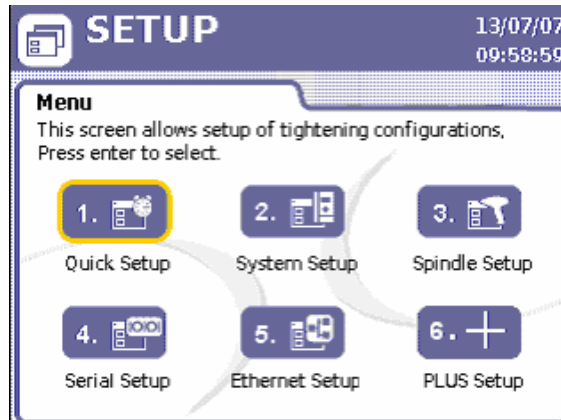 SETUP
13/07/07
09:58:59
Menu
This screen allows setup of tightening configurations,
Press enter to select.
1.
2.
3.
Quick Setup
System Setup
Spindle Setup
4.
5.
6.
Serial Setup
Ethernet Setup
PLUS Setup